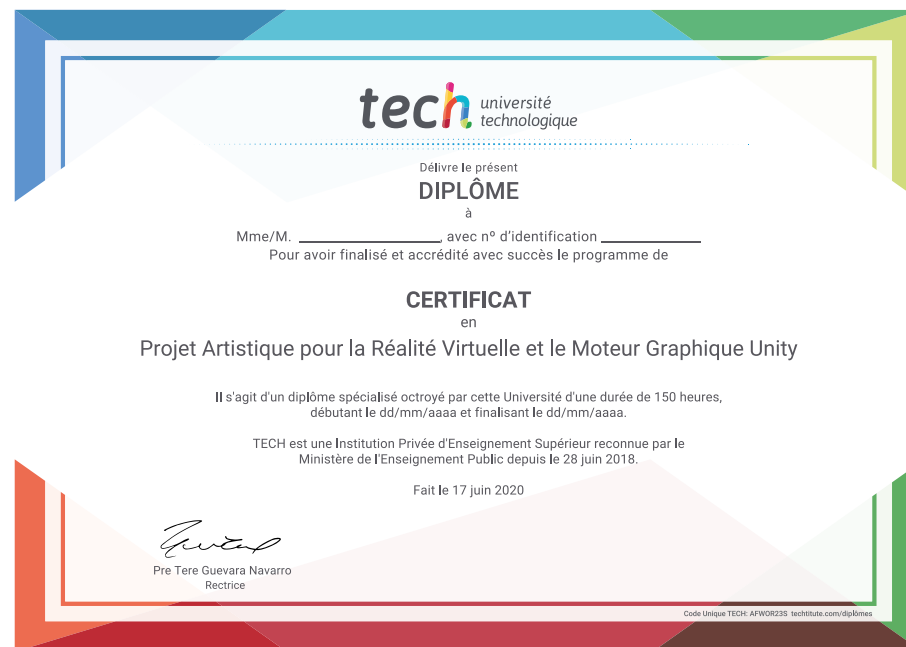 tech université
technologique
Délivre le présent
DIPLÔME
à
Mme/M. ______________, avec nº d'identification __________
Pour avoir finalisé et accrédité avec succès le programme de
CERTIFICAT
en
Projet Artistique pour la Réalité Virtuelle et le Moteur Graphique Unity
Il s'agit d'un diplôme spécialisé octroyé par cette Université d'une durée de 150 heures,
débutant le dd/mm/aaaa et finalisant le dd/mm/aaaa.
TECH est une Institution Privée d'Enseignement Supérieur reconnue par le
Ministère de l'Enseignement Public depuis le 28 juin 2018.
Fait le 17 juin 2020
Pre Tere Guevara Navarro
Rectrice
Code Unique TECH: AFWOR23S techtitute.com/diplômes